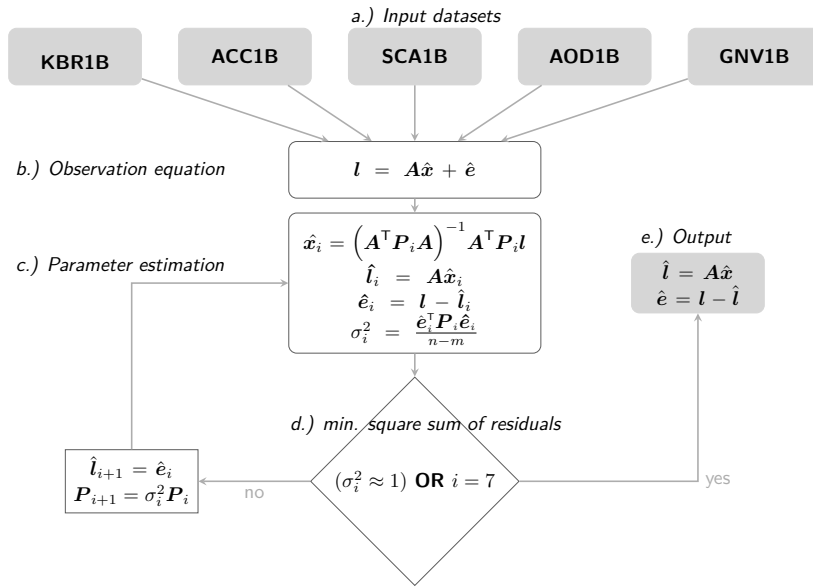 a.) Input datasets
KBR1B
ACC1B
SCA1B
AOD1B
GNV1B
b.) Observation equation
l = Ax̂ + ê
c.) Parameter estimation
x̂ᵢ = (AᵀPᵢA)⁻¹ AᵀPᵢl
l̂ᵢ = Ax̂ᵢ
êᵢ = l − l̂ᵢ
σᵢ² = êᵢᵀPᵢêᵢ / n−m
e.) Output
l̂ = Ax̂
ê = l − l̂
d.) min. square sum of residuals
(σᵢ² ≈ 1) OR i = 7
no
yes
l̂ᵢ₊₁ = êᵢ
Pᵢ₊₁ = σᵢ²Pᵢ